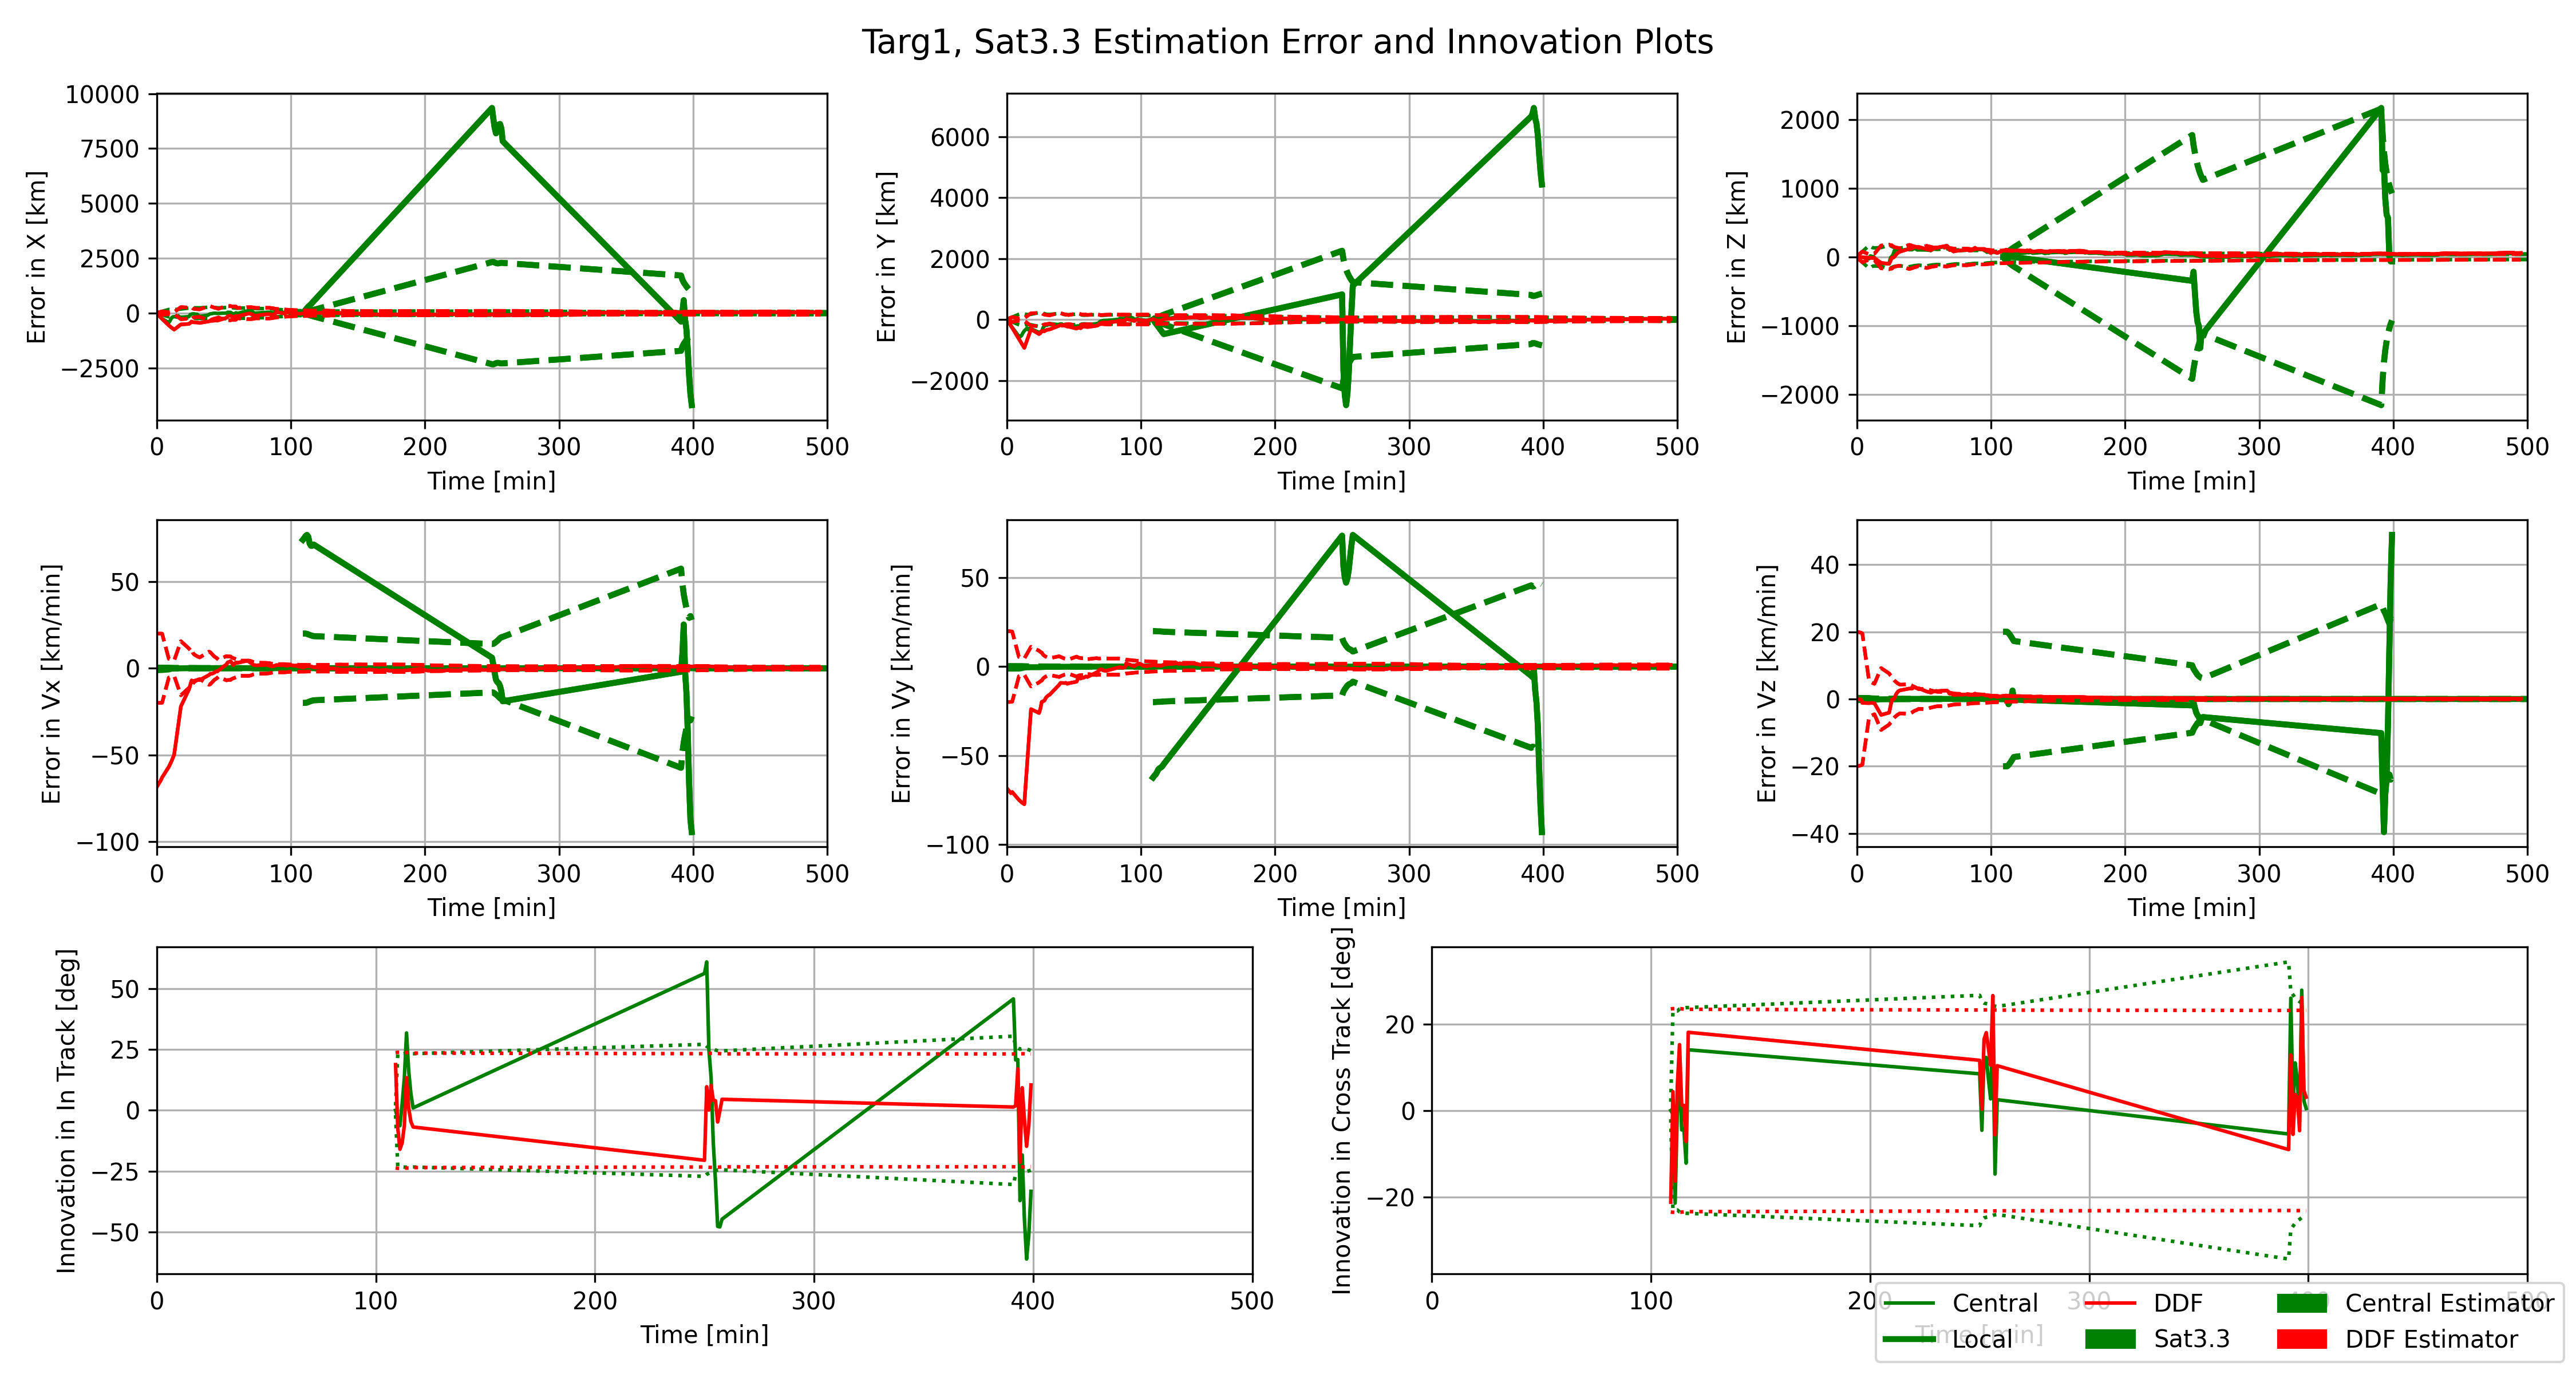 Targ1, Sat3.3 Estimation Error and Innovation Plots
Error in X [km]
10000
7500
5000
2500
0
−2500
0 100 200 300 400 500
Time [min]
Error in Y [km]
6000
4000
2000
0
−2000
0 100 200 300 400 500
Time [min]
Error in Z [km]
2000
1000
0
−1000
−2000
0 100 200 300 400 500
Time [min]
Error in Vx [km/min]
50
0
−50
−100
0 100 200 300 400 500
Time [min]
Error in Vy [km/min]
50
0
−50
−100
0 100 200 300 400 500
Time [min]
Error in Vz [km/min]
40
20
0
−20
−40
0 100 200 300 400 500
Time [min]
Innovation in In Track [deg]
50
25
0
−25
−50
0 100 200 300 400 500
Time [min]
Innovation in Cross Track [deg]
20
0
−20
0 100 200 300 400 500
Time [min]
Central DDF Central Estimator
Local Sat3.3 DDF Estimator